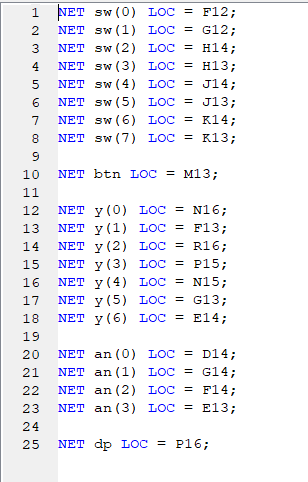 1 NET sw(0) LOC = F12;
2 NET sw(1) LOC = G12;
3 NET sw(2) LOC = H14;
4 NET sw(3) LOC = H13;
5 NET sw(4) LOC = J14;
6 NET sw(5) LOC = J13;
7 NET sw(6) LOC = K14;
8 NET sw(7) LOC = K13;
9
10 NET btn LOC = M13;
11
12 NET y(0) LOC = N16;
13 NET y(1) LOC = F13;
14 NET y(2) LOC = R16;
15 NET y(3) LOC = P15;
16 NET y(4) LOC = N15;
17 NET y(5) LOC = G13;
18 NET y(6) LOC = E14;
19
20 NET an(0) LOC = D14;
21 NET an(1) LOC = G14;
22 NET an(2) LOC = F14;
23 NET an(3) LOC = E13;
24
25 NET dp LOC = P16;